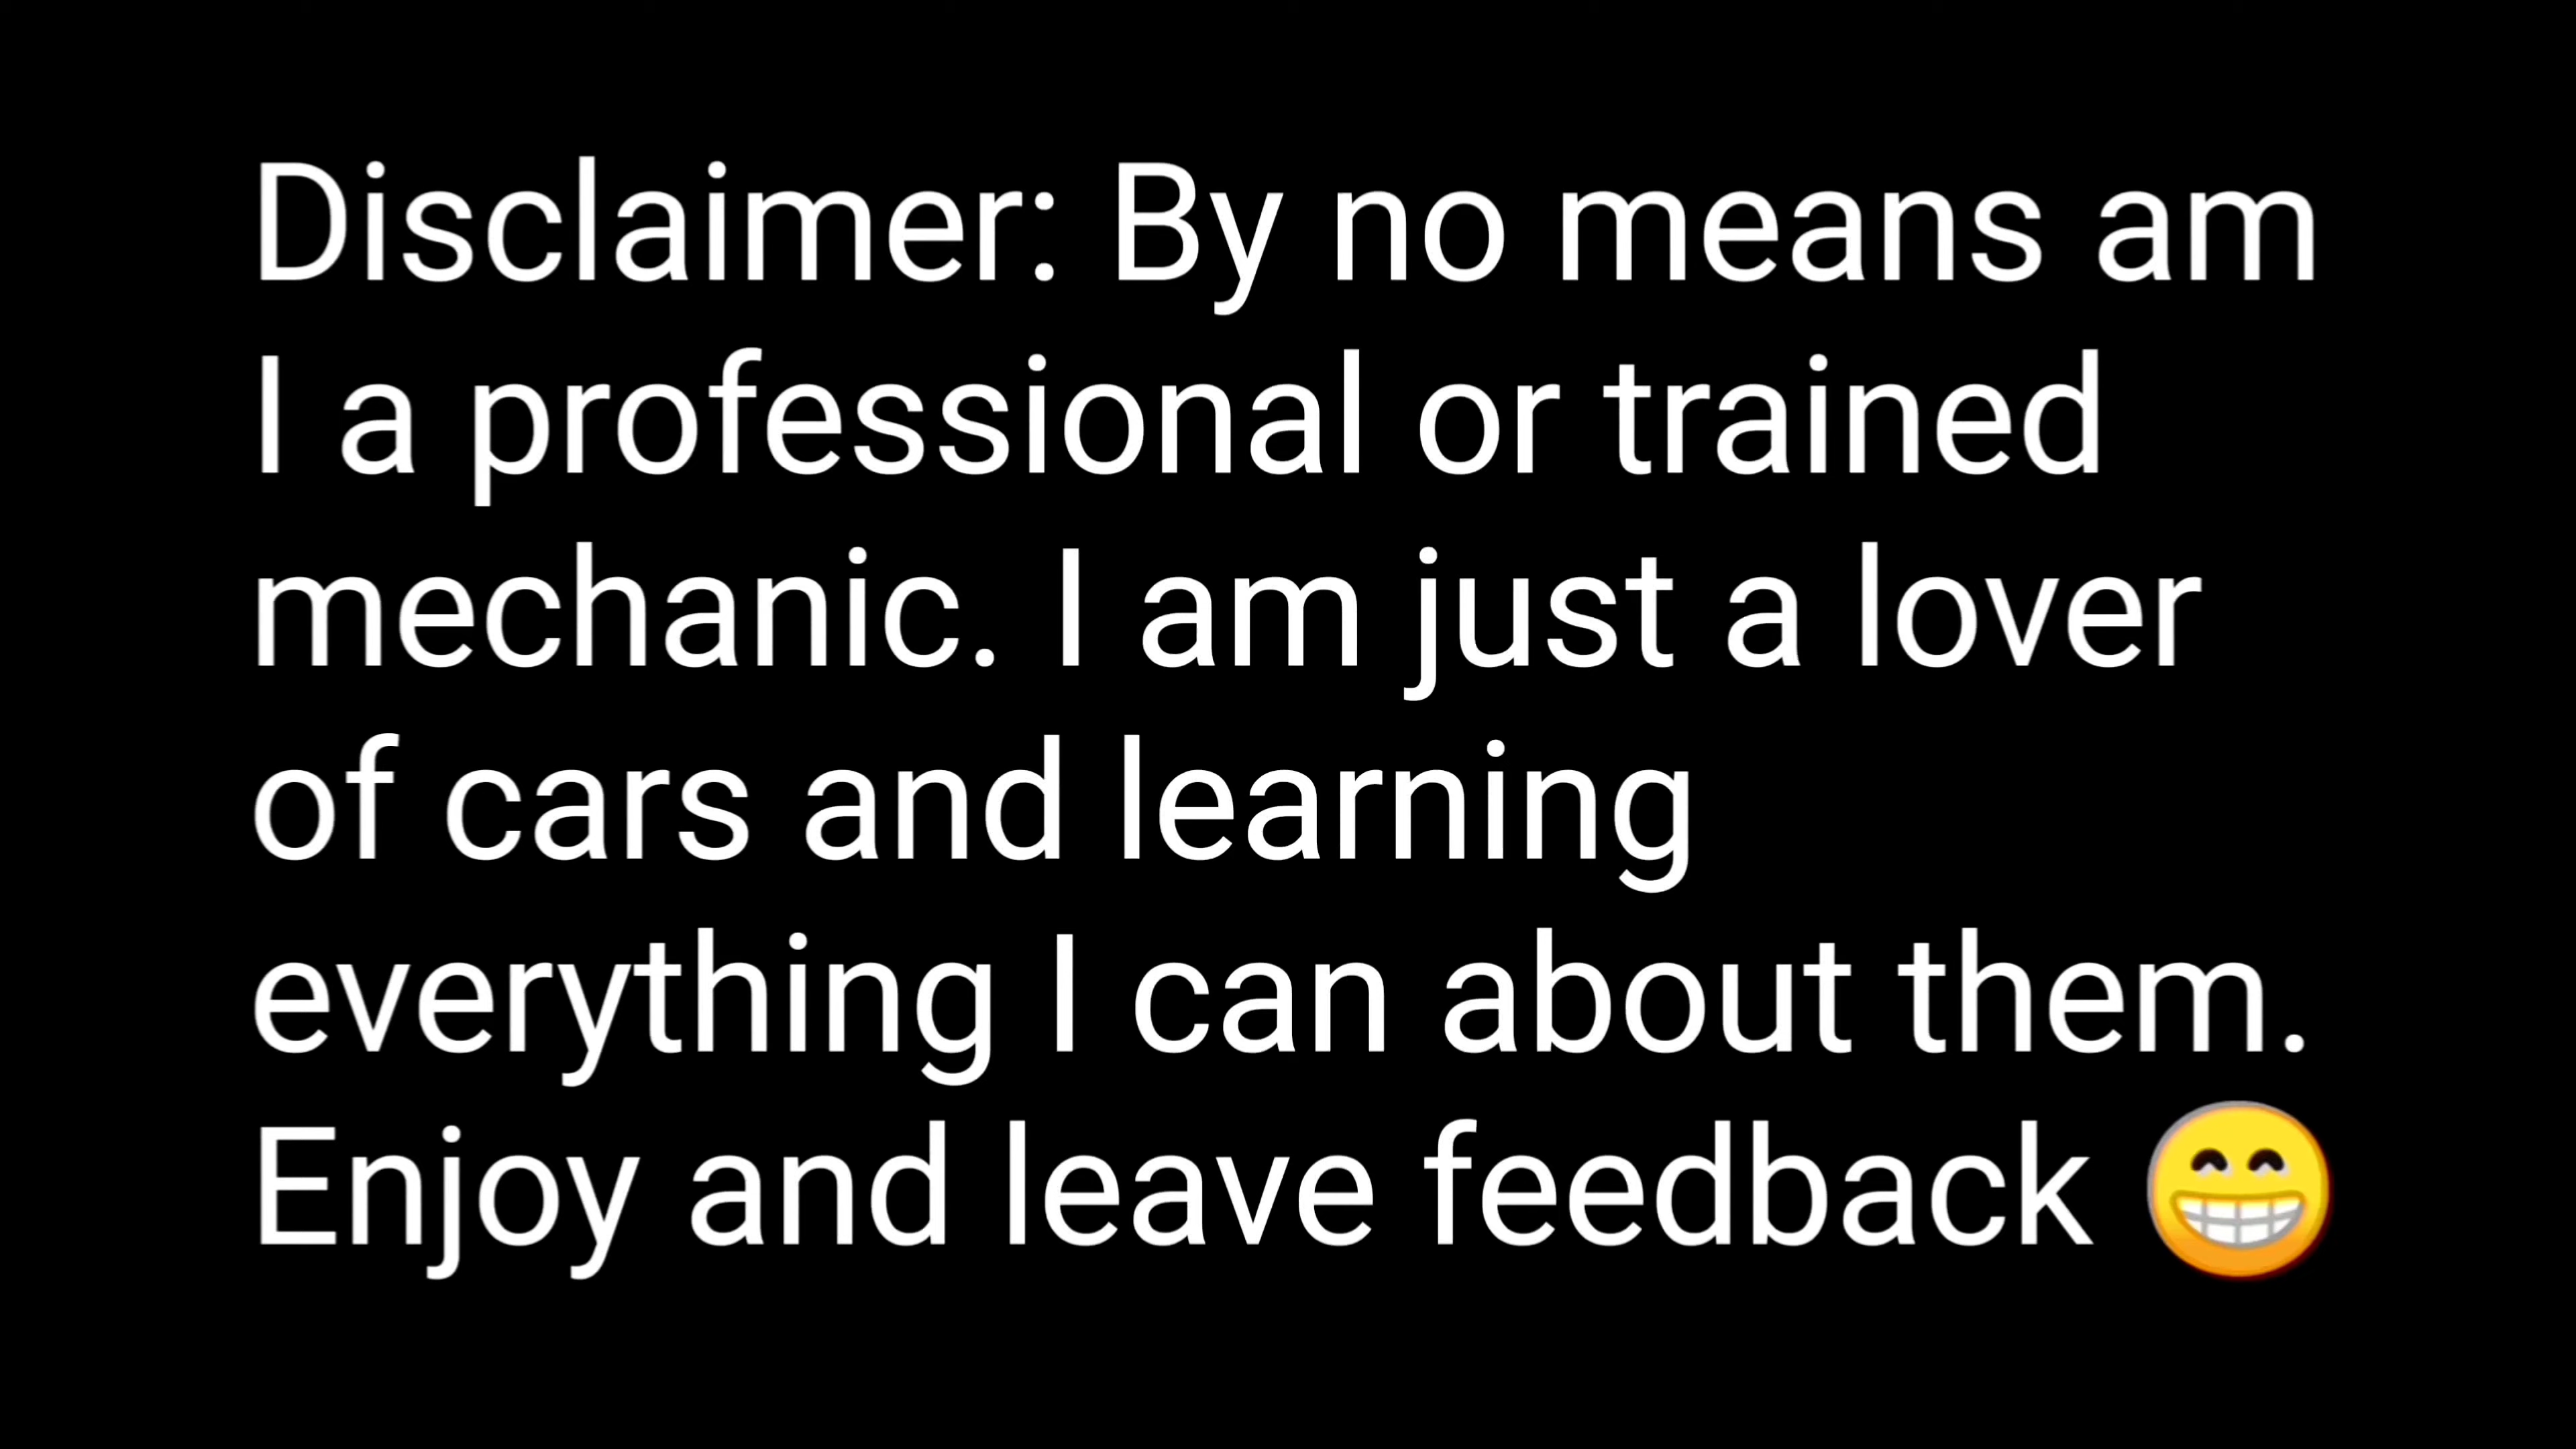 Disclaimer: By no means am
I a professional or trained
mechanic. I am just a lover
of cars and learning
everything I can about them.
Enjoy and leave feedback 😁